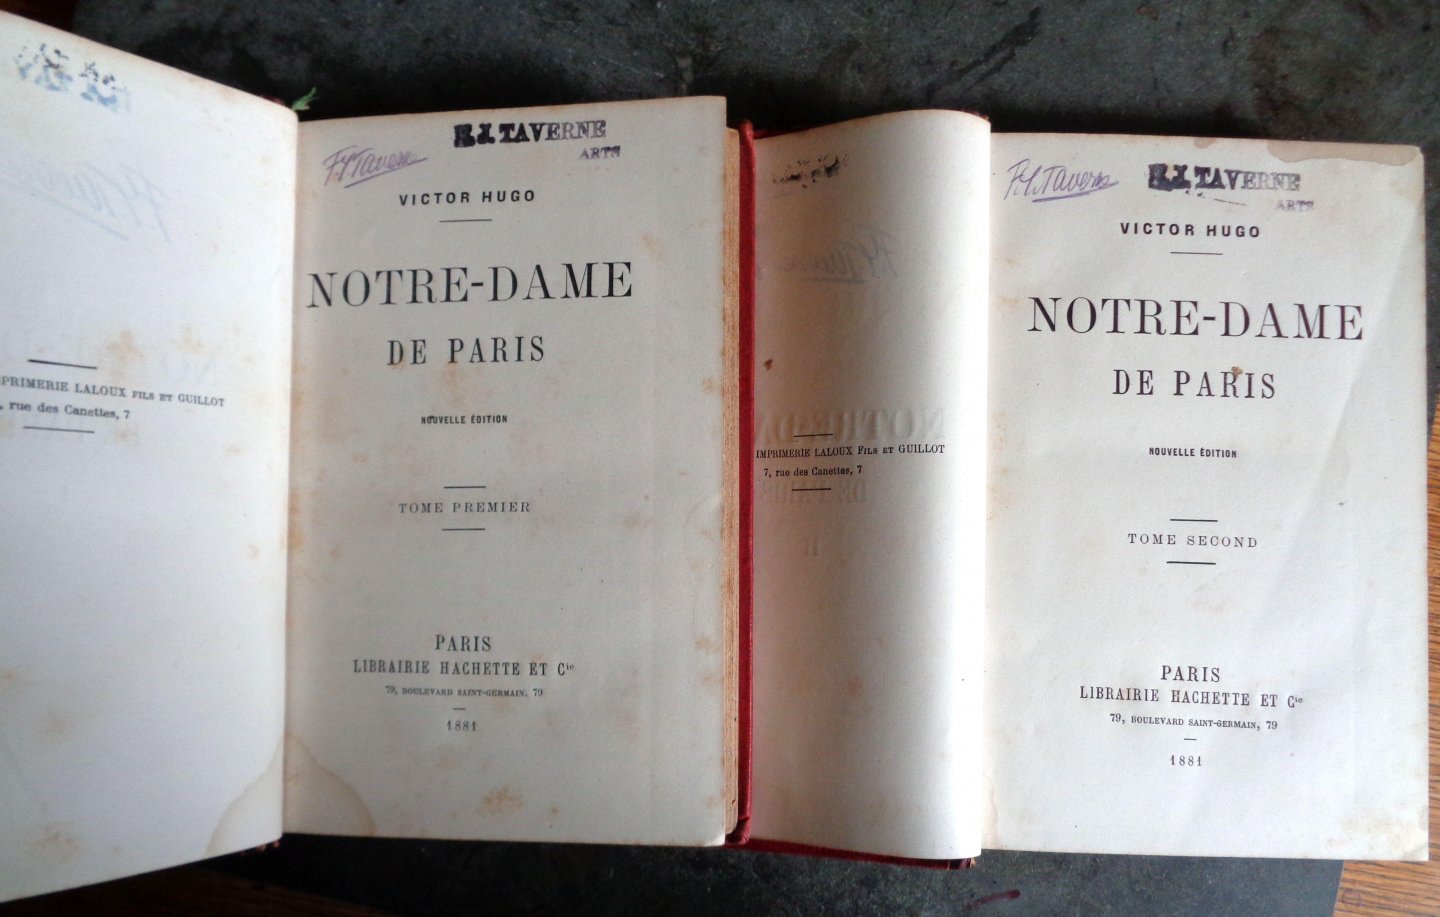 PRIMERIE LALOUX FILS ET GUILLOT
, rue des Canettes, 7
TAVERNE
ARTS
Taverne
VICTOR HUGO
NOTRE-DAME
DE PARIS
NOUVELLE ÉDITION
TOME PREMIER
PARIS
LIBRAIRIE HACHETTE ET Cie
79, BOULEVARD SAINT-GERMAIN, 79
1881
IMPRIMERIE LALOUX FILS ET GUILLOT
7, rue des Canettes, 7
TAVERNE
ARTS
Taverne
VICTOR HUGO
NOTRE-DAME
DE PARIS
NOUVELLE ÉDITION
TOME SECOND
PARIS
LIBRAIRIE HACHETTE ET Cie
79, BOULEVARD SAINT-GERMAIN, 79
1881